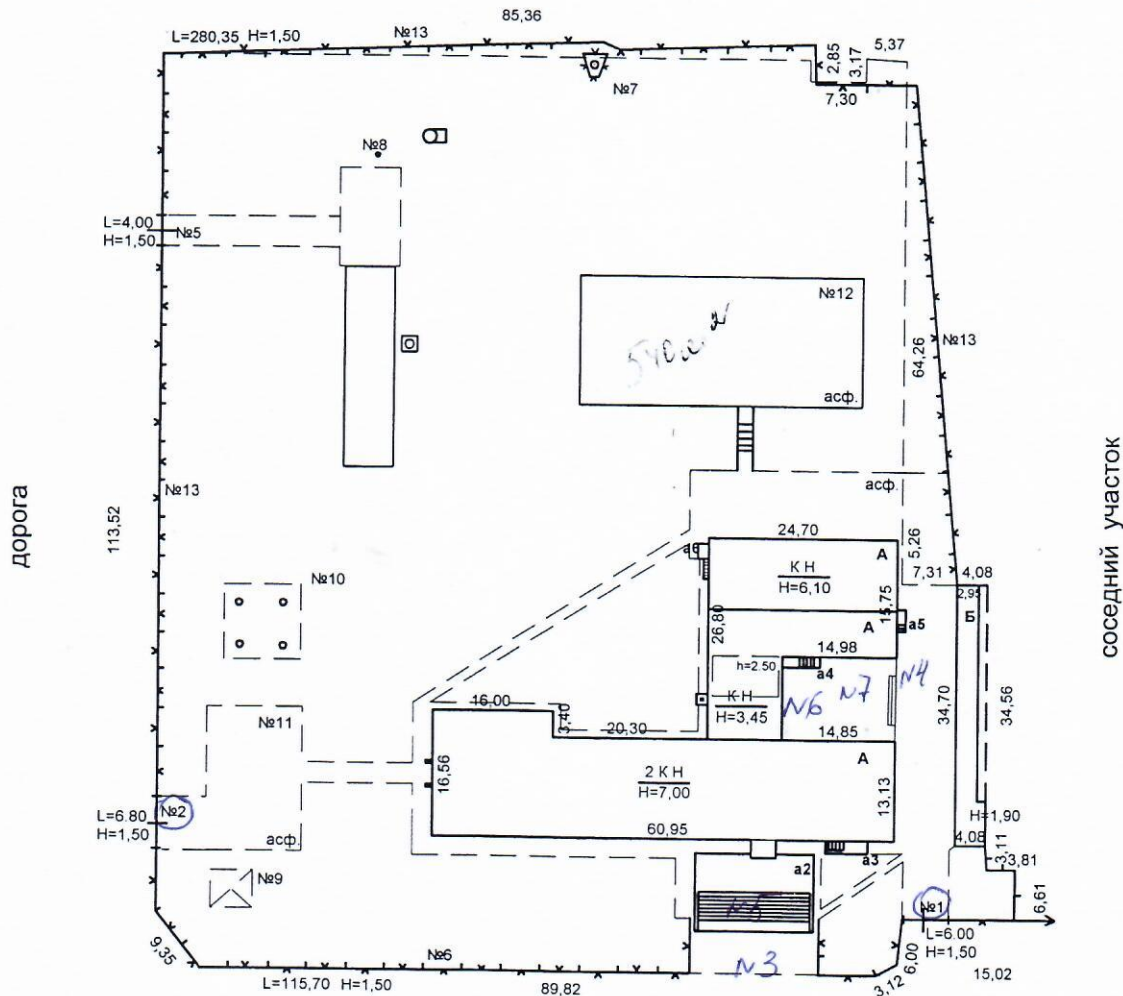 85,36
L=280,35 H=1,50
№13
5,37
2,85
3,17
7,30
№7
№8
L=4,00
H=1,50
№5
№12
асф.
64,26
№13
№13
113,52
дорога
соседний участок
асф.
24,70
А
5,26
7,31
4,08
2,95
К Н
H=6,10
15,75
Б
№10
26,80
А
а5
14,98
h=2.50
а4
№4
К Н
H=3,45
№6
№7
34,70
34,56
16,00
3,40
20,30
14,85
№11
А
2 К Н
H=7,00
16,56
13,13
60,95
L=6.80
H=1,50
№2
асф.
H=1,90
4,08
3,11
3,81
а2
а3
№9
№5
№1
6,61
L=6.00
H=1,50
6,00
9,35
№6
№3
15,02
3,12
L=115,70 H=1,50
89,82